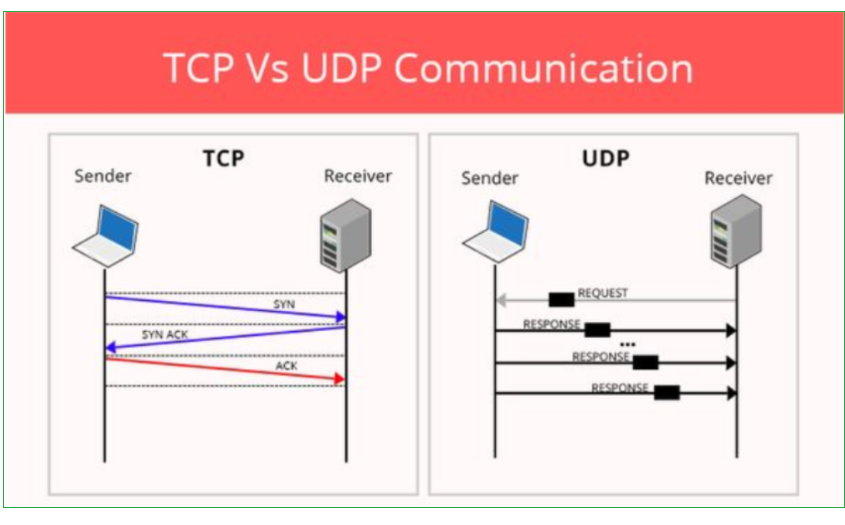 TCP Vs UDP Communication
TCP
Sender
Receiver
SYN
SYN ACK
ACK
UDP
Sender
Receiver
REQUEST
RESPONSE
...
RESPONSE
RESPONSE